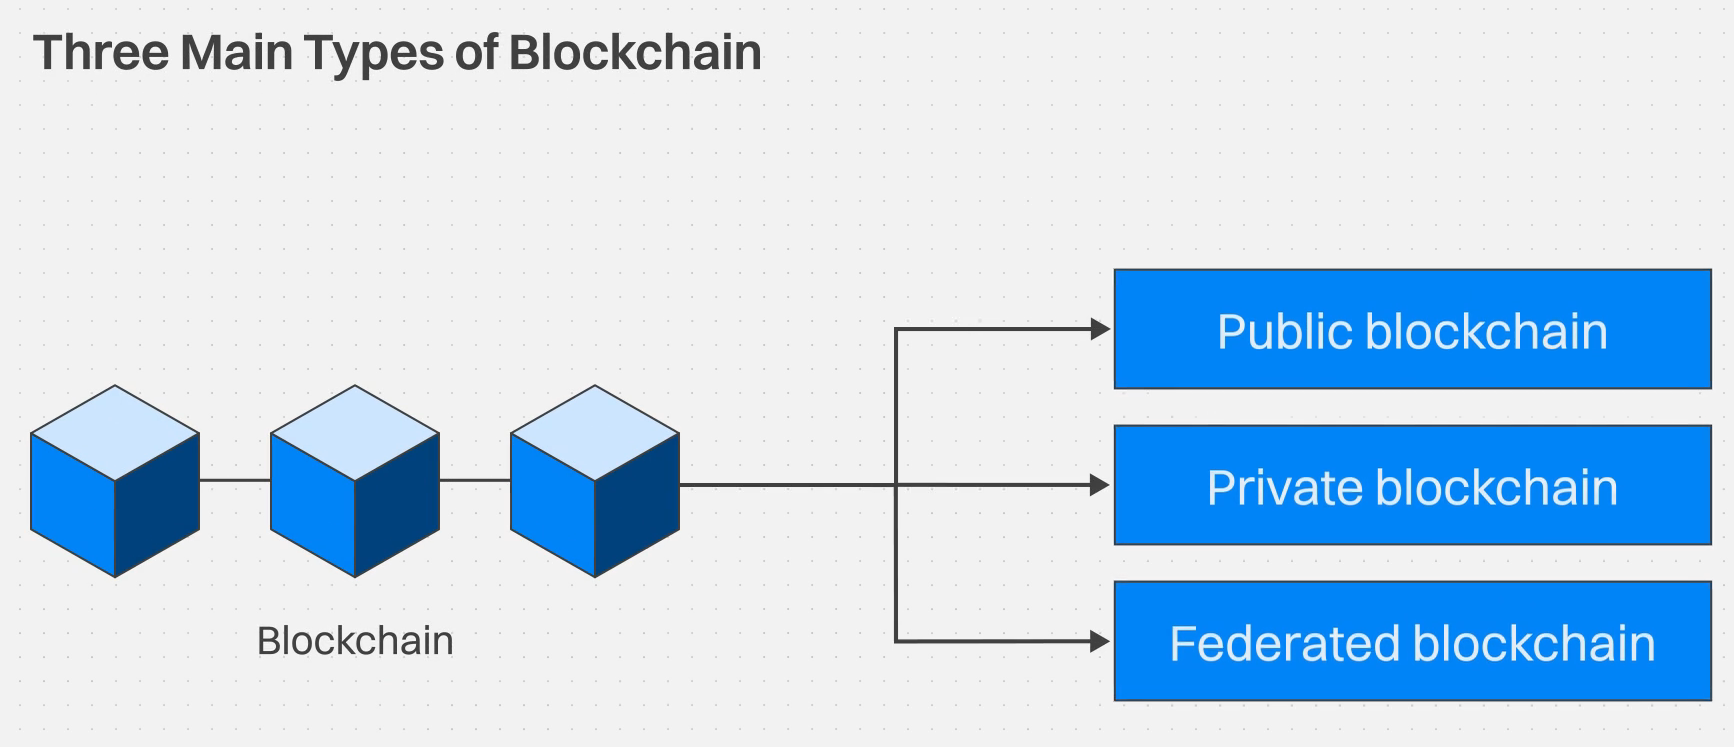 Three Main Types of Blockchain
Public blockchain
Private blockchain
Federated blockchain
Blockchain